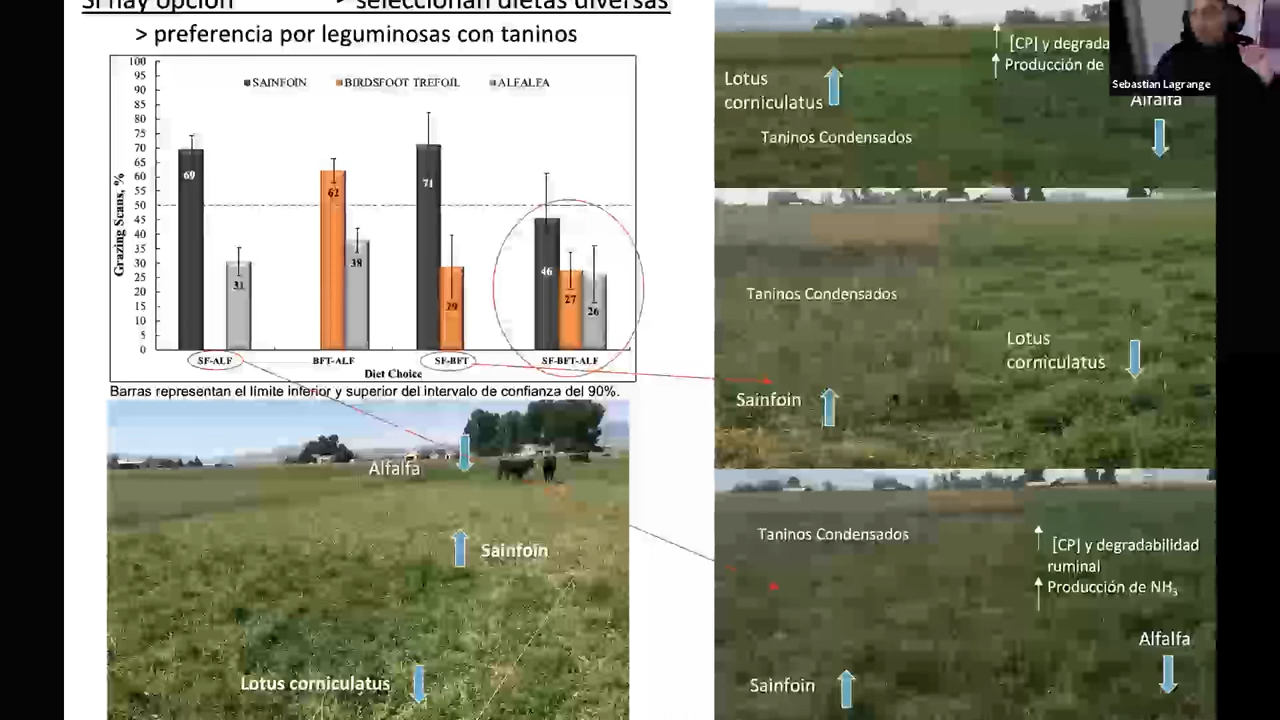 Si hay opción > seleccionan dietas diversas
> preferencia por leguminosas con taninos
100
95
90
85
80
75
70
65
60
55
50
45
40
35
30
25
20
15
10
5
0
Grazing Scans, %
SAINFOIN BIRDSFOOT TREFOIL ALFALFA
69
31
62
38
71
29
46
27
26
SF-ALF BFT-ALF SF-BFT SF-BFT-ALF
Diet Choice
Barras representan el límite inferior y superior del intervalo de confianza del 90%.
Alfalfa
Sainfoin
Lotus corniculatus
[CP] y degrada
Producción de
Lotus
corniculatus
Taninos Condensados
Sebastian Lagrange
Alfalfa
Taninos Condensados
Lotus
corniculatus
Sainfoin
Taninos Condensados
[CP] y degradabilidad
ruminal
Producción de NH₃
Alfalfa
Sainfoin